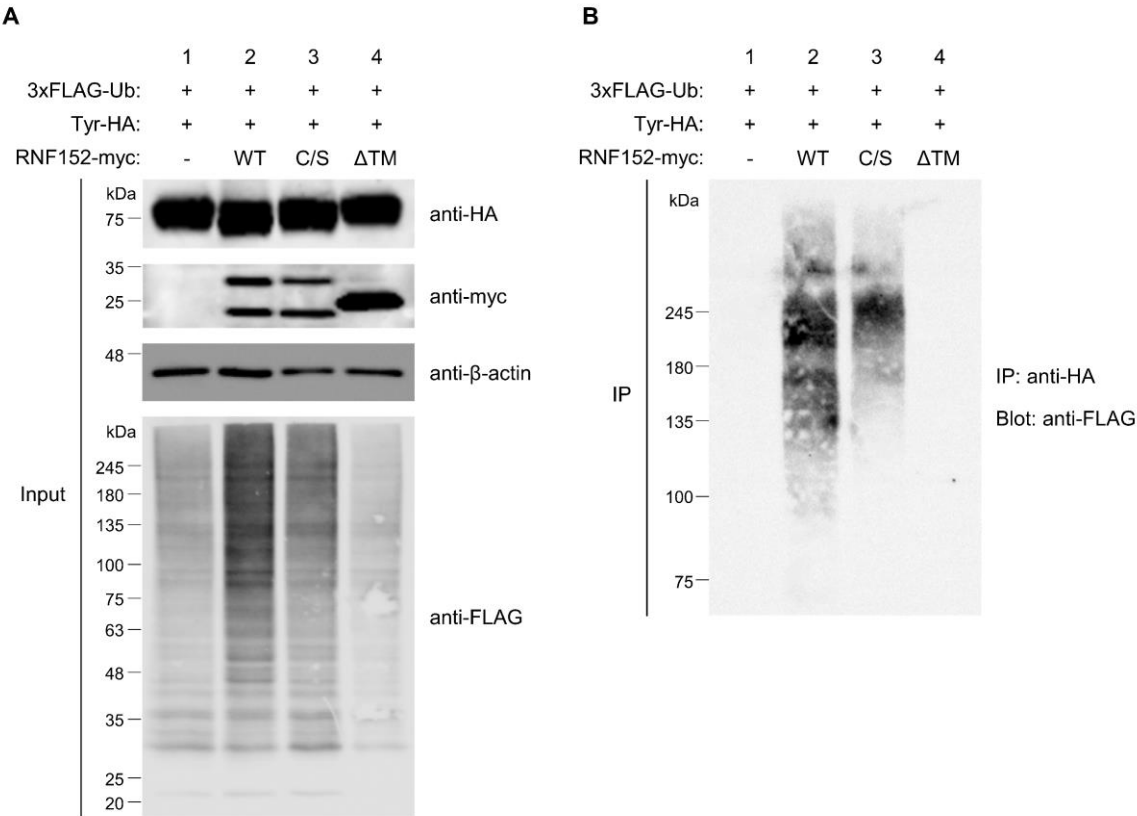 A
1 2 3 4
3xFLAG-Ub: + + + +
Tyr-HA: + + + +
RNF152-myc: - WT C/S ΔTM
kDa
75
anti-HA
35
25
anti-myc
48
anti-β-actin
Input
kDa
245
180
135
100
75
63
48
35
25
20
anti-FLAG
B
1 2 3 4
3xFLAG-Ub: + + + +
Tyr-HA: + + + +
RNF152-myc: - WT C/S ΔTM
IP
kDa
245
180
135
100
75
IP: anti-HA
Blot: anti-FLAG